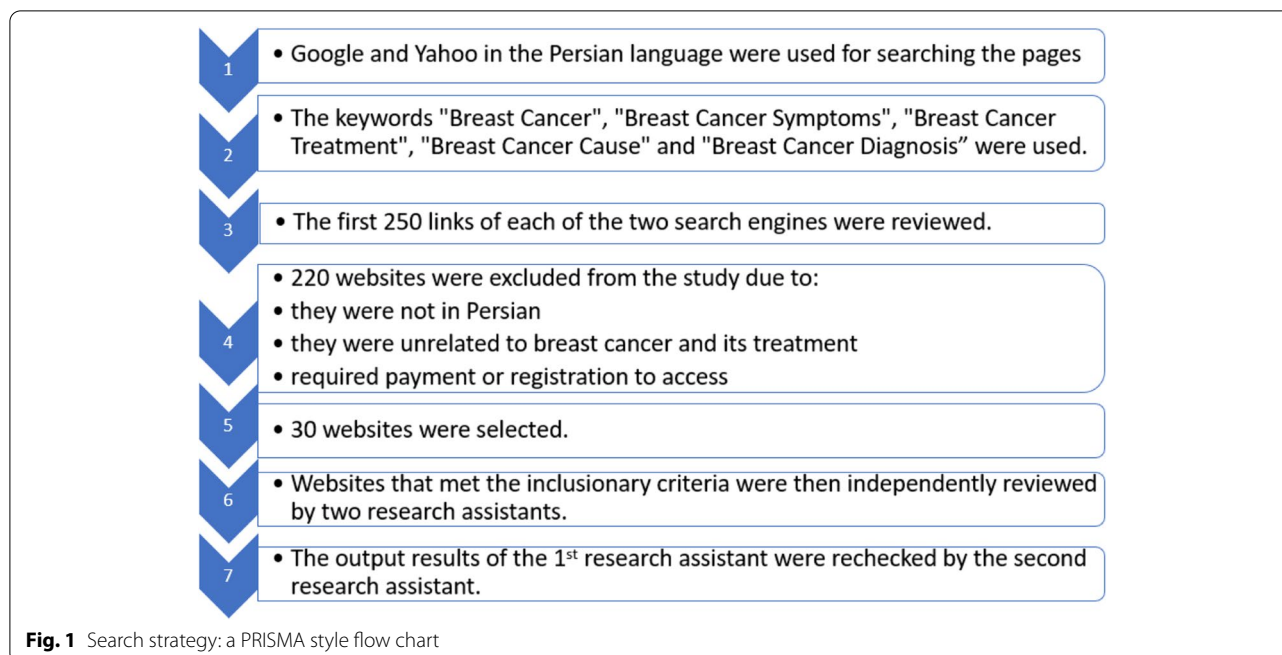 1
• Google and Yahoo in the Persian language were used for searching the pages
2
• The keywords "Breast Cancer", "Breast Cancer Symptoms", "Breast Cancer
Treatment", "Breast Cancer Cause" and "Breast Cancer Diagnosis” were used.
3
• The first 250 links of each of the two search engines were reviewed.
4
• 220 websites were excluded from the study due to:
• they were not in Persian
• they were unrelated to breast cancer and its treatment
• required payment or registration to access
5
• 30 websites were selected.
6
• Websites that met the inclusionary criteria were then independently reviewed
by two research assistants.
7
• The output results of the 1st research assistant were rechecked by the second
research assistant.
Fig. 1 Search strategy: a PRISMA style flow chart